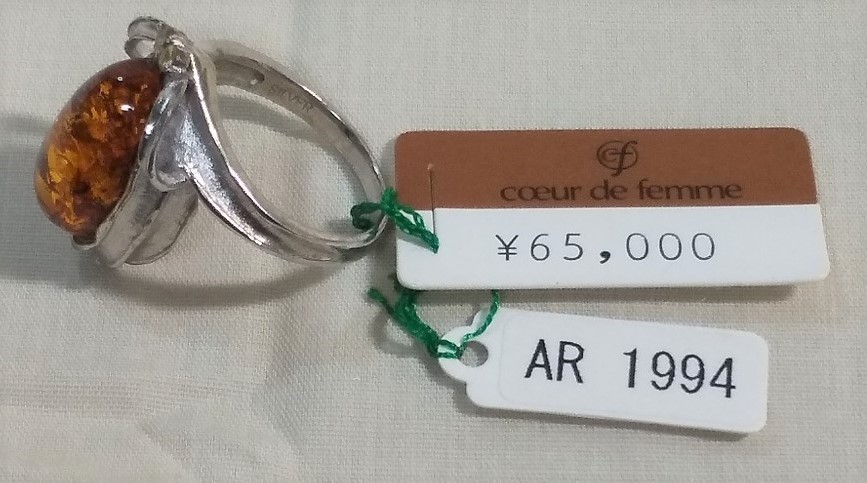 SILVER
cf
cœur de femme
¥65,000
AR 1994